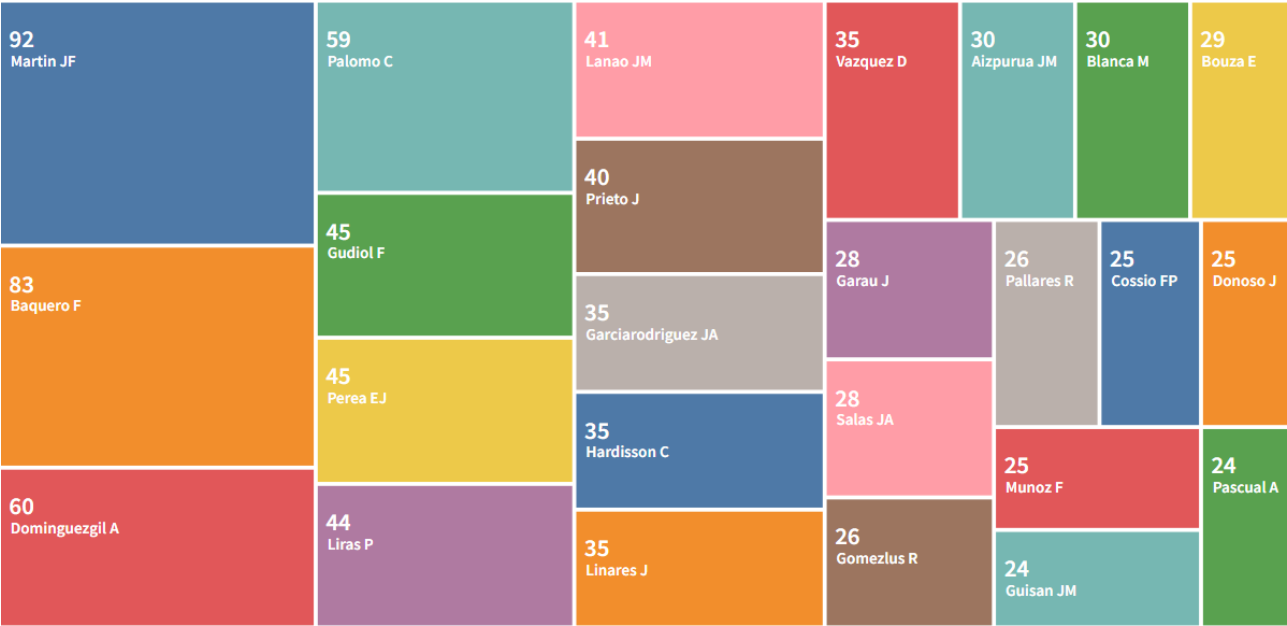 92
Martin JF
83
Baquero F
60
Dominguezgil A
59
Palomo C
45
Gudiol F
45
Perea EJ
44
Liras P
41
Lanao JM
40
Prieto J
35
Garciarodriguez JA
35
Hardisson C
35
Linares J
35
Vazquez D
30
Aizpurua JM
30
Blanca M
29
Bouza E
28
Garau J
28
Salas JA
26
Gomezlus R
26
Pallares R
25
Cossio FP
25
Donoso J
25
Munoz F
24
Guisan JM
24
Pascual A